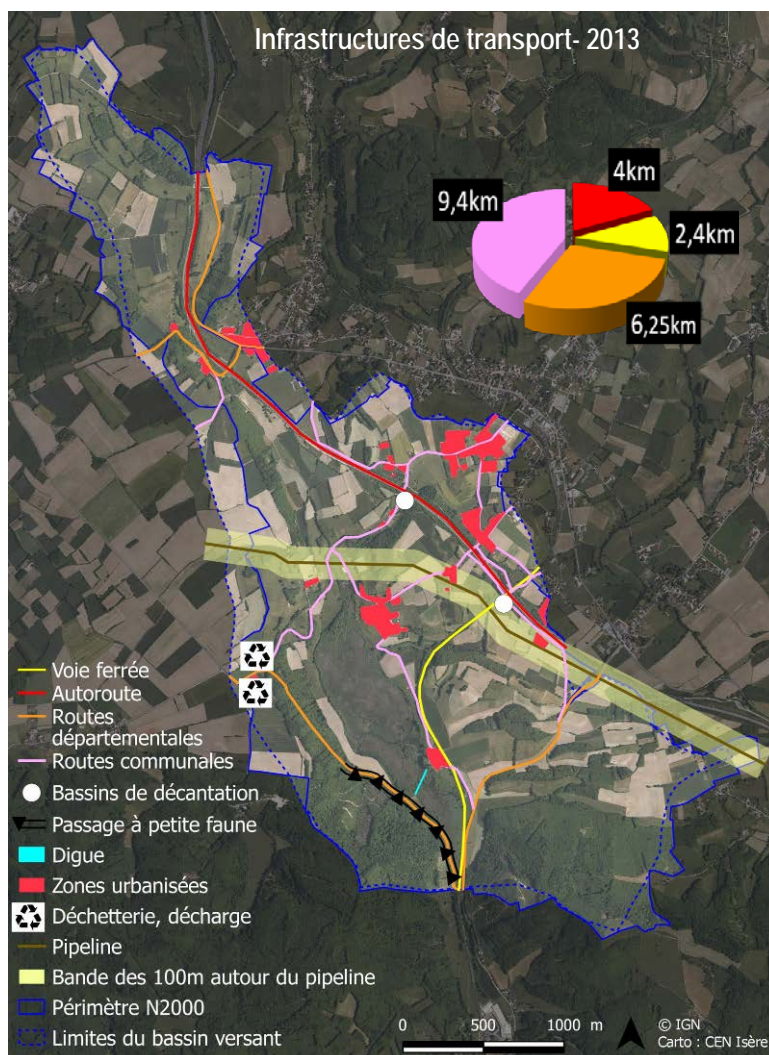 Infrastructures de transport- 2013
4km
9,4km
2,4km
6,25km
Voie ferrée
Autoroute
Routes
départementales
Routes communales
Bassins de décantation
Passage à petite faune
Digue
Zones urbanisées
Déchetterie, décharge
Pipeline
Bande des 100m autour du pipeline
Périmètre N2000
Limites du bassin versant
0 500 1000 m
© IGN
Carto : CEN Isère